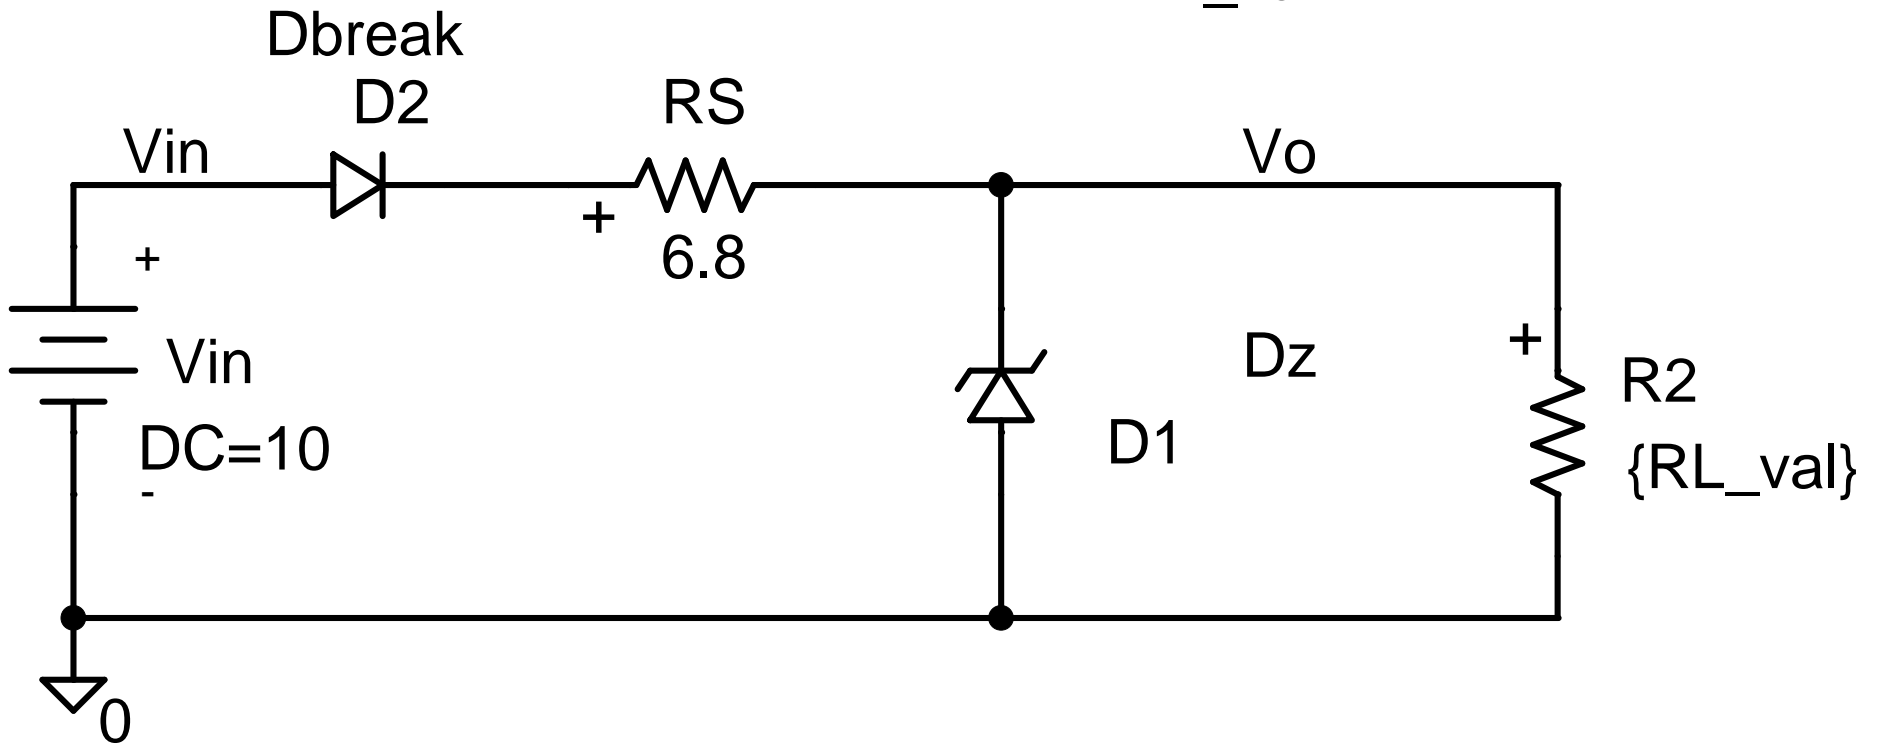 Dbreak
D2
RS
Vin
Vo
+
6.8
+
Vin
DC=10
-
Dz
D1
+
R2
{RL_val}
0